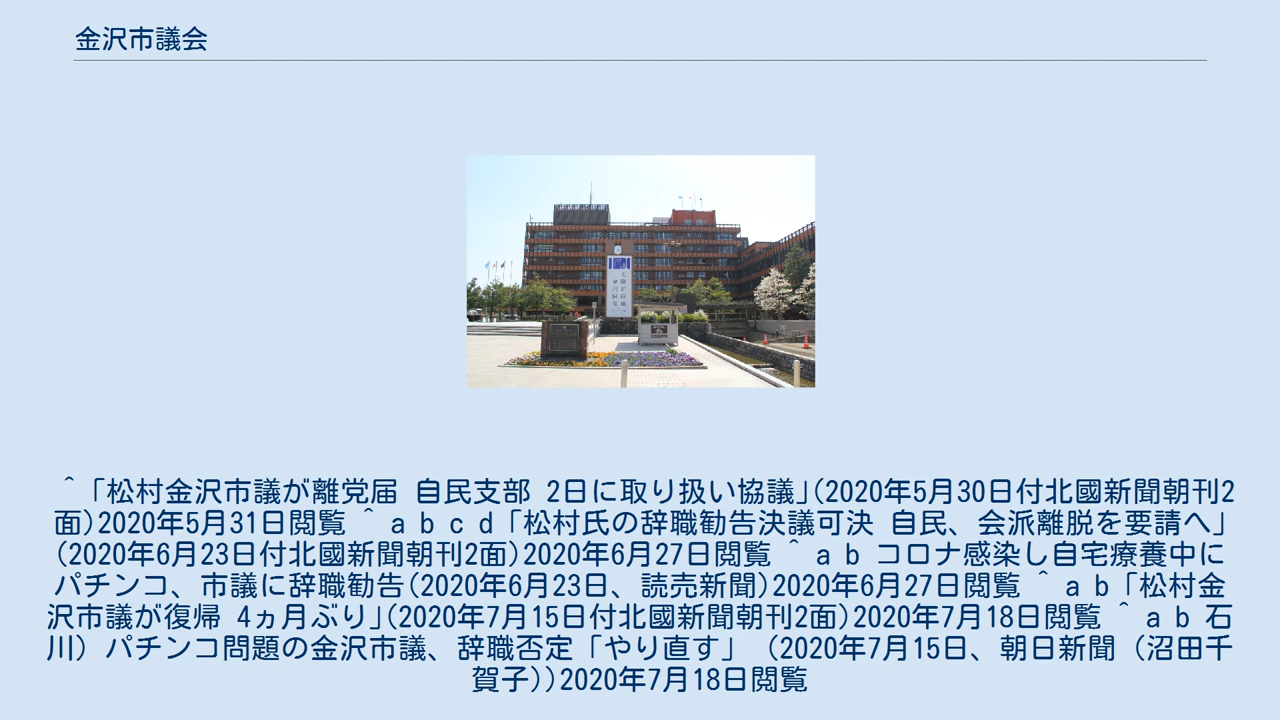 金沢市議会
^「松村金沢市議が離党届 自民支部 2日に取り扱い協議」(2020年5月30日付北國新聞朝刊2
面)2020年5月31日閲覧 ^ a b c d「松村氏の辞職勧告決議可決 自民、会派離脱を要請へ」
(2020年6月23日付北國新聞朝刊2面)2020年6月27日閲覧 ^ a b コロナ感染し自宅療養中に
パチンコ、市議に辞職勧告(2020年6月23日、読売新聞)2020年6月27日閲覧 ^ a b「松村金
沢市議が復帰 4ヵ月ぶり」(2020年7月15日付北國新聞朝刊2面)2020年7月18日閲覧 ^ a b 石
川）パチンコ問題の金沢市議、辞職否定「やり直す」（2020年7月15日、朝日新聞（沼田千
賀子))2020年7月18日閲覧